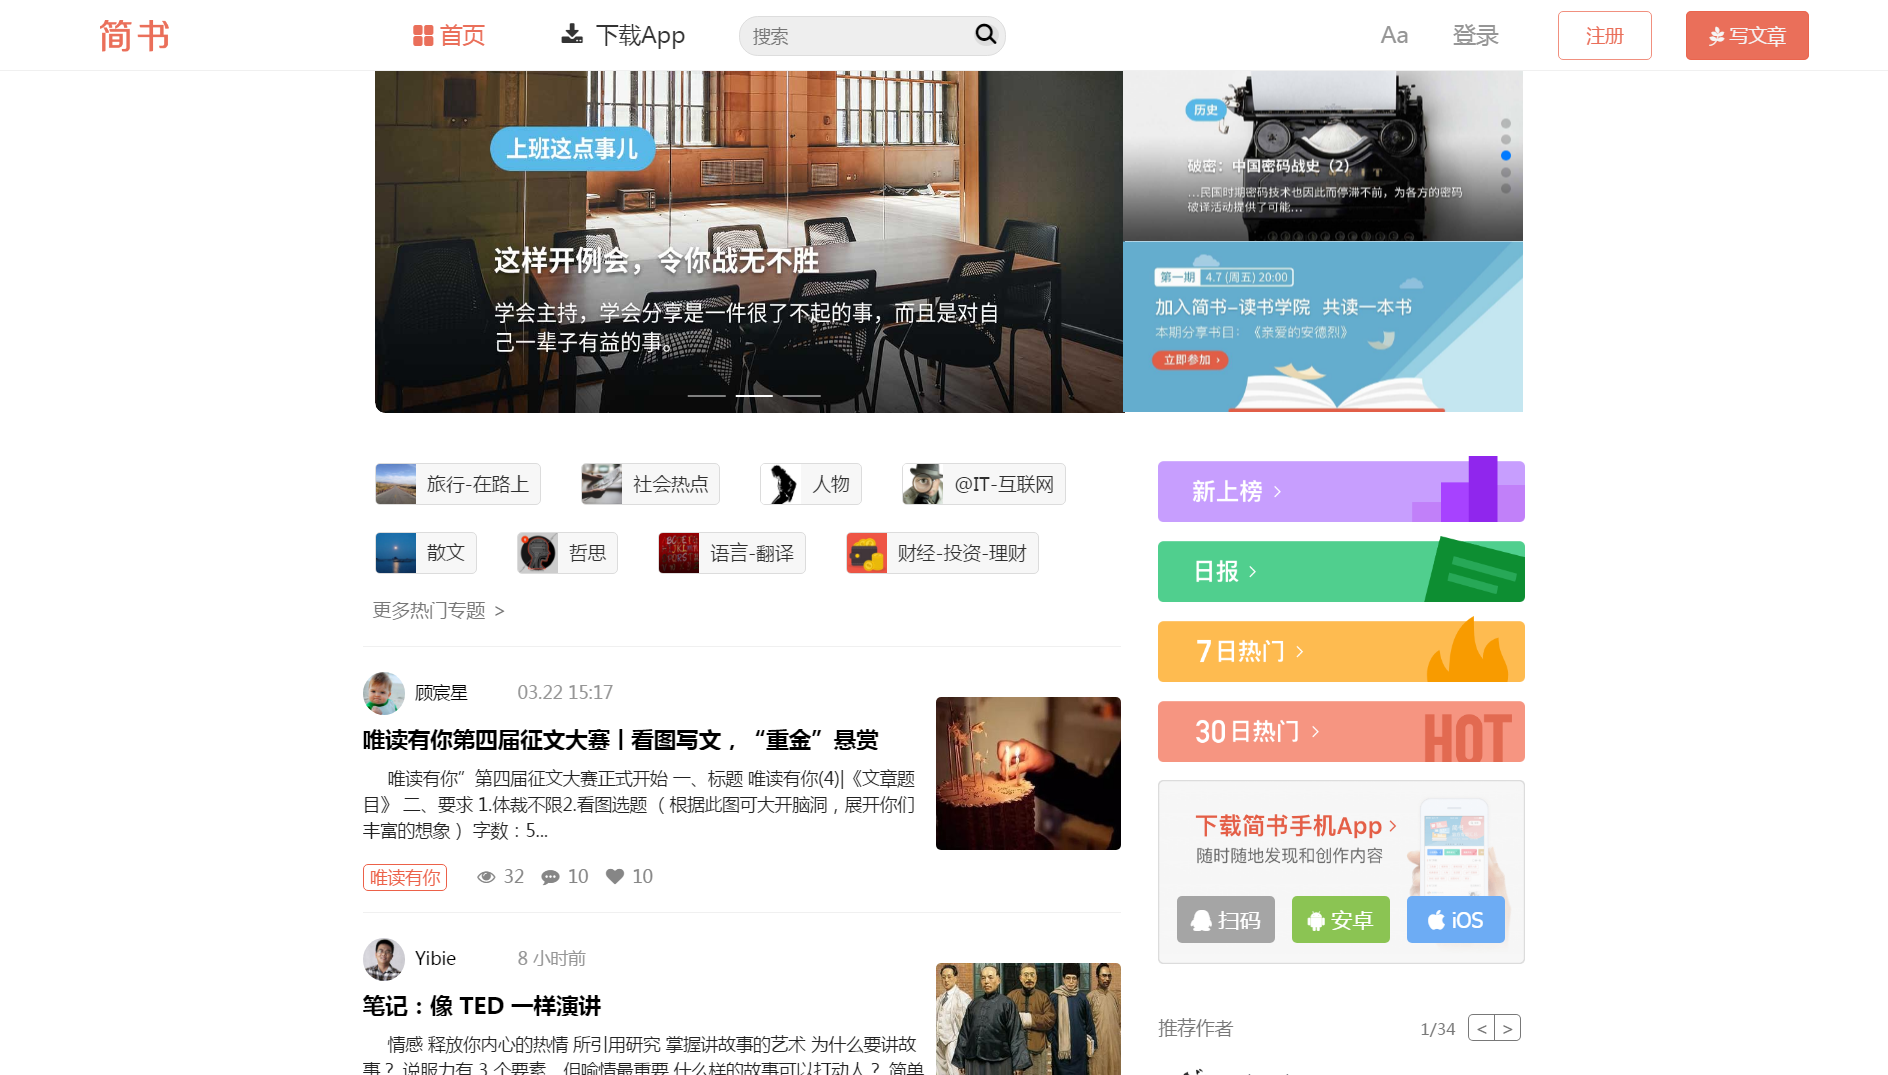 简书
首页
下载App
搜索
Aa
登录
注册
写文章
上班这点事儿
这样开例会，令你战无不胜
学会主持，学会分享是一件很了不起的事，而且是对自
己一辈子有益的事。
历史
破密：中国密码战史（2）
...民国时期密码技术也因此而停滞不前，为各方的密码
破译活动提供了可能...
第一期 4.7 (周五) 20:00
加入简书-读书学院 共读一本书
本期分享书目：《亲爱的安德烈》
立即参加 ›
旅行-在路上
社会热点
人物
@IT-互联网
散文
哲思
语言-翻译
财经-投资-理财
更多热门专题 >
顾宸星 03.22 15:17
唯读有你第四届征文大赛丨看图写文，“重金”悬赏
唯读有你”第四届征文大赛正式开始 一、标题 唯读有你(4)|《文章题
目》 二、要求 1.体裁不限2.看图选题（根据此图可大开脑洞，展开你们
丰富的想象） 字数：5...
唯读有你 32 10 10
Yibie 8 小时前
笔记：像 TED 一样演讲
情感 释放你内心的热情 所引用研究 掌握讲故事的艺术 为什么要讲故
事？ 说服力有 3 个要素，但喻情最重要 什么样的故事可以打动人？ 简单
新上榜 ›
日报 ›
7日热门 ›
30日热门 ›
HOT
下载简书手机App ›
随时随地发现和创作内容
扫码
安卓
iOS
推荐作者 1/34 < >